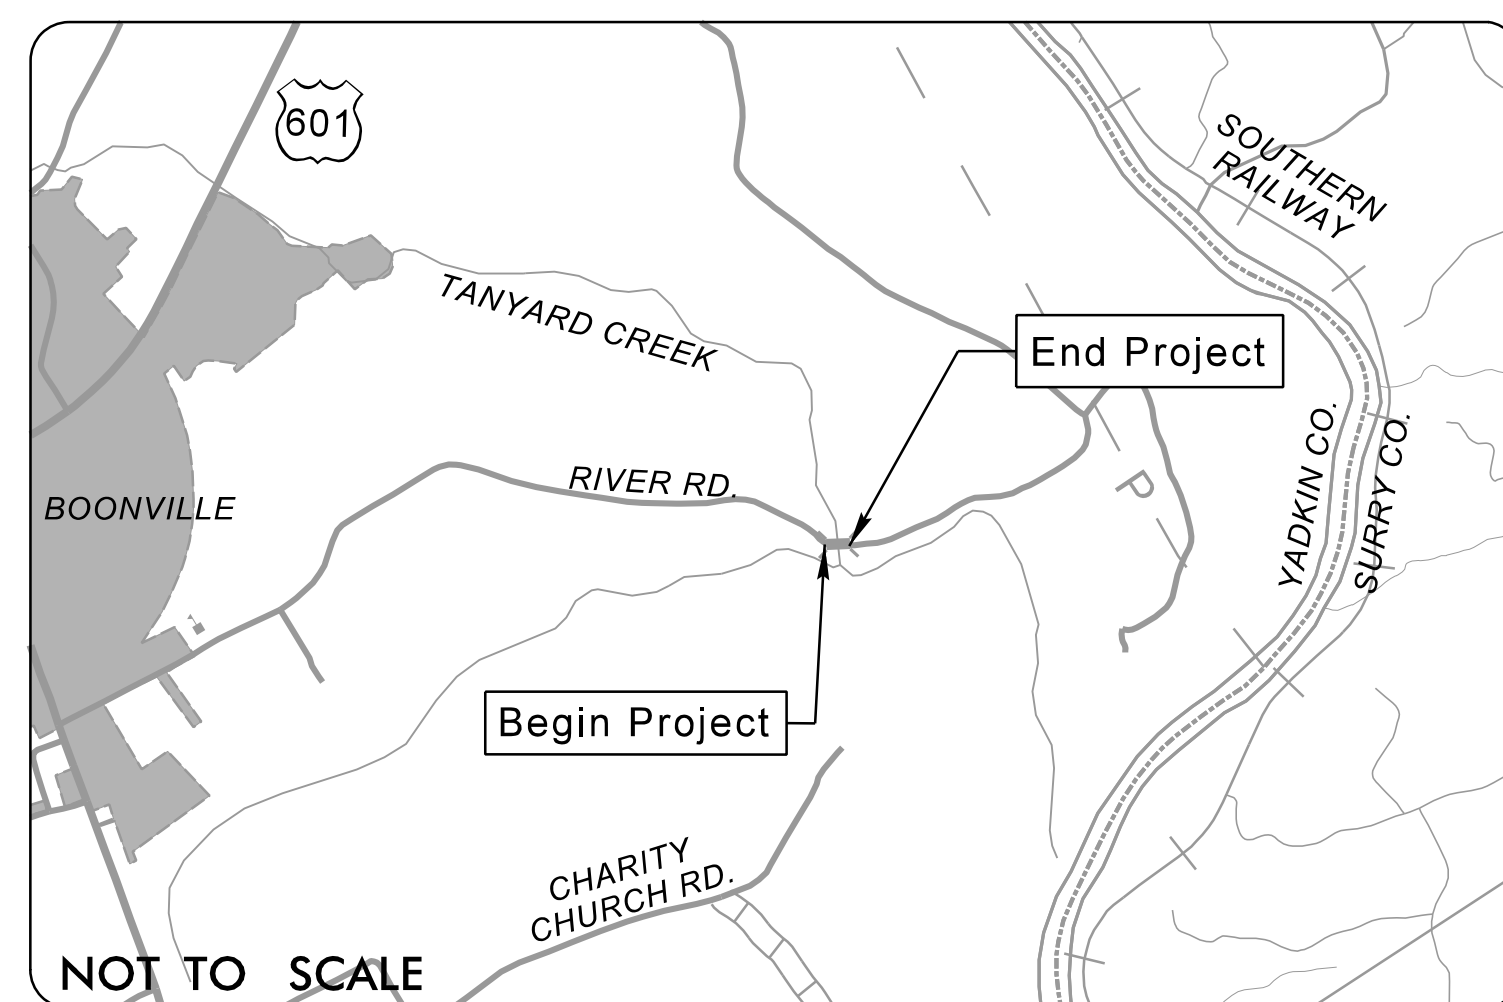 601
SOUTHERN
RAILWAY
TANYARD CREEK
End Project
RIVER RD.
P
YADKIN CO.
SURRY CO.
BOONVILLE
Begin Project
CHARITY
CHURCH RD.
NOT TO SCALE